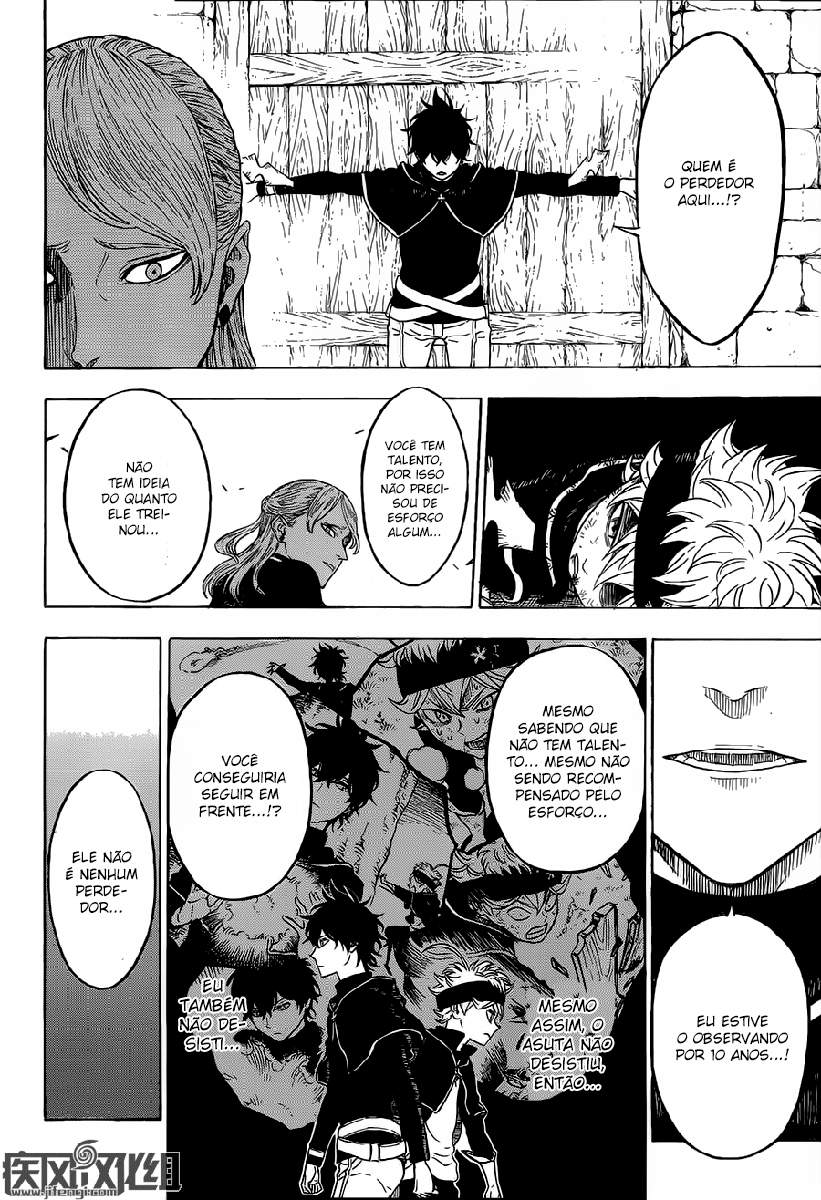 QUEM É
O PERDEDOR
AQUI...!?
VOCÊ TEM
TALENTO,
POR ISSO
NÃO PRECI-
SOU DE
ESFORÇO
ALGUM...
NÃO
TEM IDEIA
DO QUANTO
ELE TREI-
NOU...
EU ESTIVE
O OBSERVANDO
POR 10 ANOS...!
MESMO
SABENDO QUE
NÃO TEM TALEN-
TO... MESMO NÃO
SENDO RECOM-
PENSADO PELO
ESFORÇO...
VOCÊ
CONSEGUIRIA
SEGUIR EM
FRENTE...!?
MESMO
ASSIM, O
ASUTA NÃO
DESISTIU,
ENTÃO...
EU
TAMBÉM
NÃO DE-
SISTI...
ELE NÃO
É NENHUM
PERDE-
DOR...
www.jifengkj.com